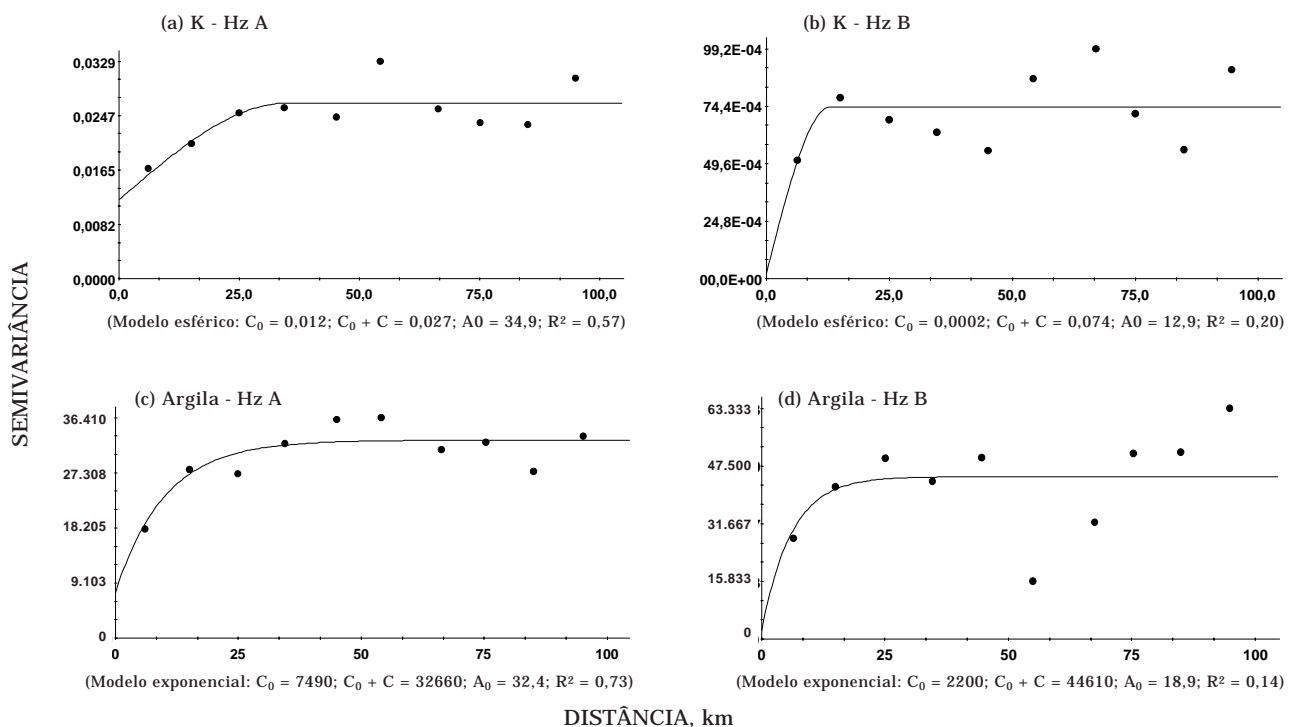 (a) K - Hz A
0,0329
0,0247
0,0165
0,0082
0,0000
0,0 25,0 50,0 75,0 100,0
(Modelo esférico: C₀ = 0,012; C₀ + C = 0,027; A0 = 34,9; R² = 0,57)
(b) K - Hz B
99,2E-04
74,4E-04
49,6E-04
24,8E-04
00,0E+00
0,0 25,0 50,0 75,0 100,0
(Modelo esférico: C₀ = 0,0002; C₀ + C = 0,074; A0 = 12,9; R² = 0,20)
SEMIVARIÂNCIA
(c) Argila - Hz A
36.410
27.308
18.205
9.103
0
0 25 50 75 100
(Modelo exponencial: C₀ = 7490; C₀ + C = 32660; A₀ = 32,4; R² = 0,73)
(d) Argila - Hz B
63.333
47.500
31.667
15.833
0
0 25 50 75 100
(Modelo exponencial: C₀ = 2200; C₀ + C = 44610; A₀ = 18,9; R² = 0,14)
DISTÂNCIA, km